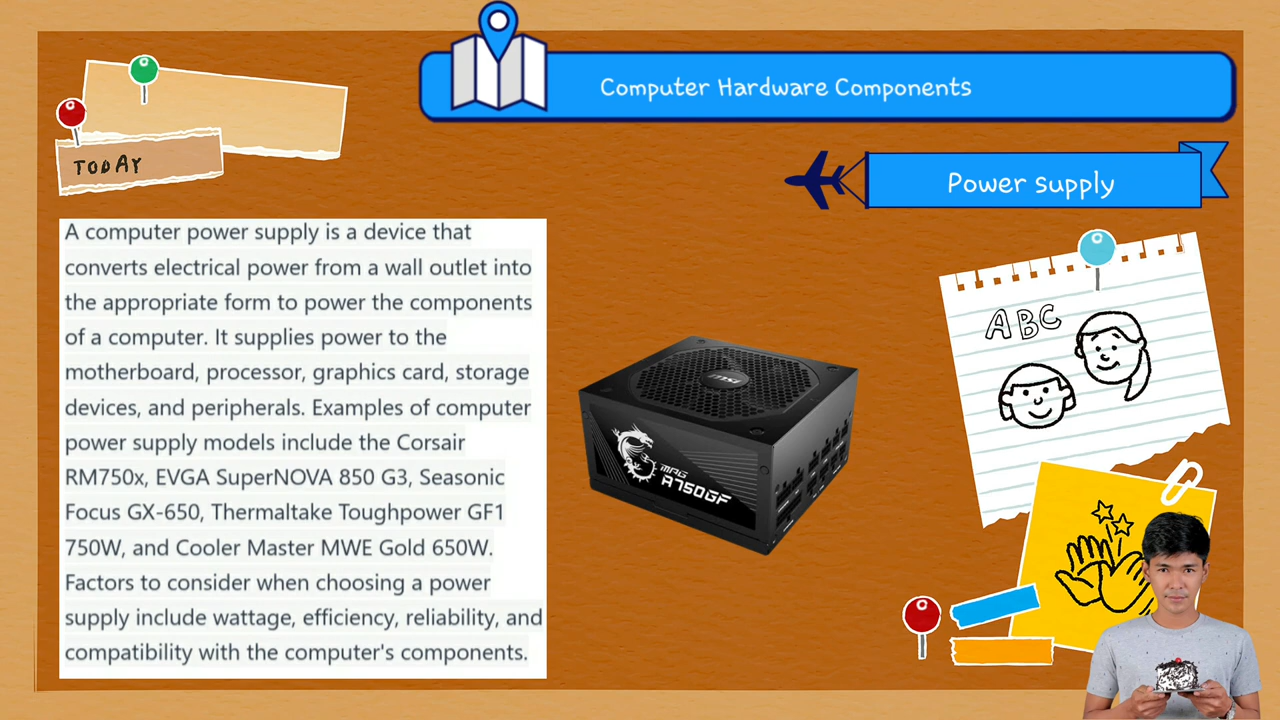 Computer Hardware Components
TODAY
Power supply
A computer power supply is a device that
converts electrical power from a wall outlet into
the appropriate form to power the components
of a computer. It supplies power to the
motherboard, processor, graphics card, storage
devices, and peripherals. Examples of computer
power supply models include the Corsair
RM750x, EVGA SuperNOVA 850 G3, Seasonic
Focus GX-650, Thermaltake Toughpower GF1
750W, and Cooler Master MWE Gold 650W.
Factors to consider when choosing a power
supply include wattage, efficiency, reliability, and
compatibility with the computer's components.
msi
MAG
A750GF
ABC